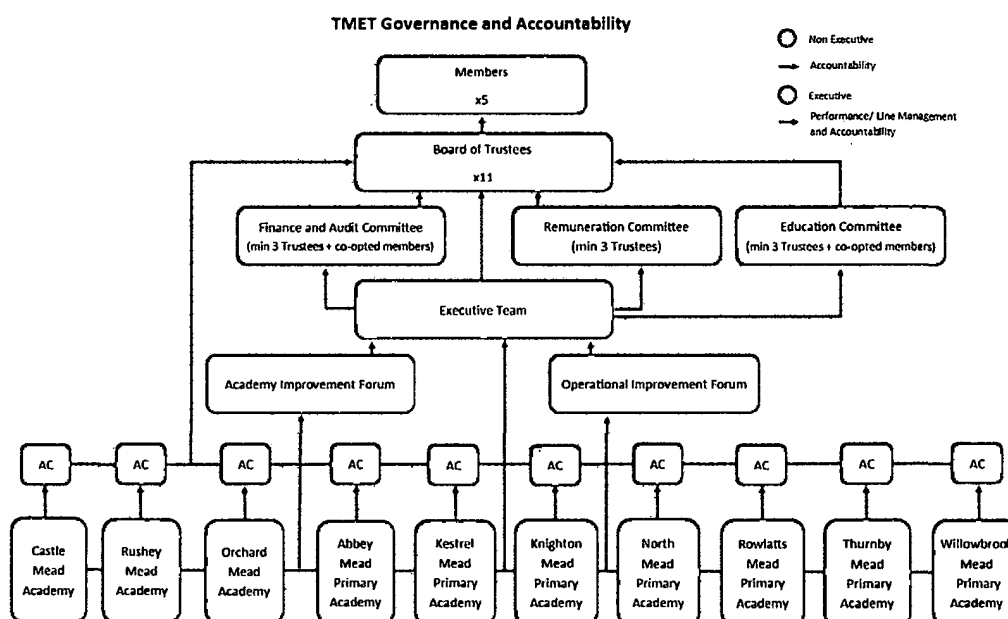 TMET Governance and Accountability
Non Executive
Accountability
Executive
Performance/ Line Management
and Accountability
Members
x5
Board of Trustees
x11
Finance and Audit Committee
(min 3 Trustees + co-opted members)
Remuneration Committee
(min 3 Trustees)
Education Committee
(min 3 Trustees + co-opted members)
Executive Team
Academy Improvement Forum
Operational Improvement Forum
AC
AC
AC
AC
AC
AC
AC
AC
AC
AC
Castle
Mead
Academy
Rushey
Mead
Academy
Orchard
Mead
Academy
Abbey
Mead
Primary
Academy
Kestrel
Mead
Primary
Academy
Knighton
Mead
Primary
Academy
North
Mead
Primary
Academy
Rowlatts
Mead
Primary
Academy
Thurnby
Mead
Primary
Academy
Willowbrook
Mead
Primary
Academy